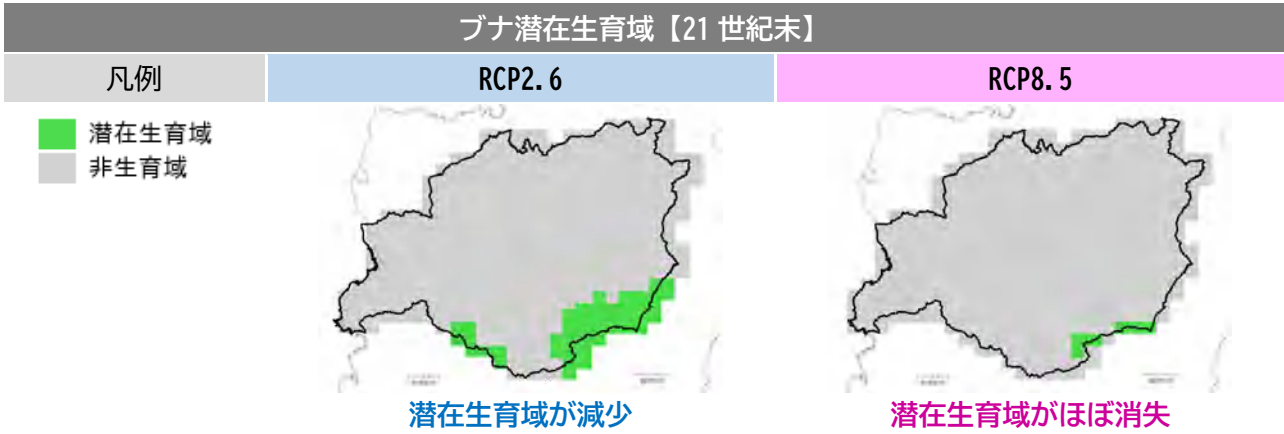 ブナ潜在生育域【21 世紀末】
凡例
RCP2.6
RCP8.5
潜在生育域
非生育域
潜在生育域が減少
潜在生育域がほぼ消失